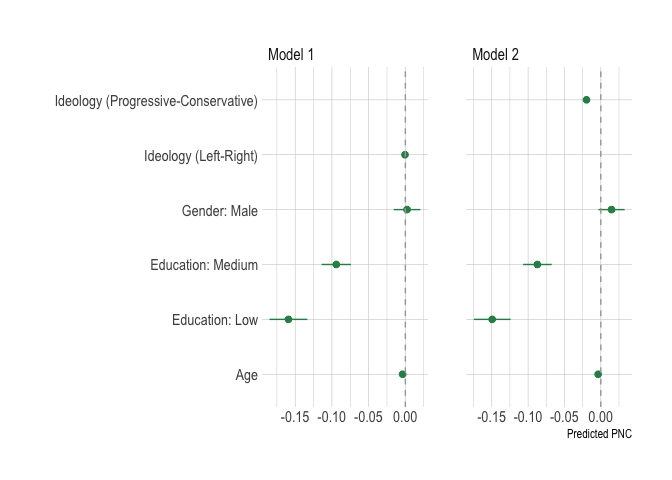 Model 1 Model 2
Ideology (Progressive-Conservative)
Ideology (Left-Right)
Gender: Male
Education: Medium
Education: Low
Age
-0.15 -0.10 -0.05 0.00 -0.15 -0.10 -0.05 0.00
Predicted PNC